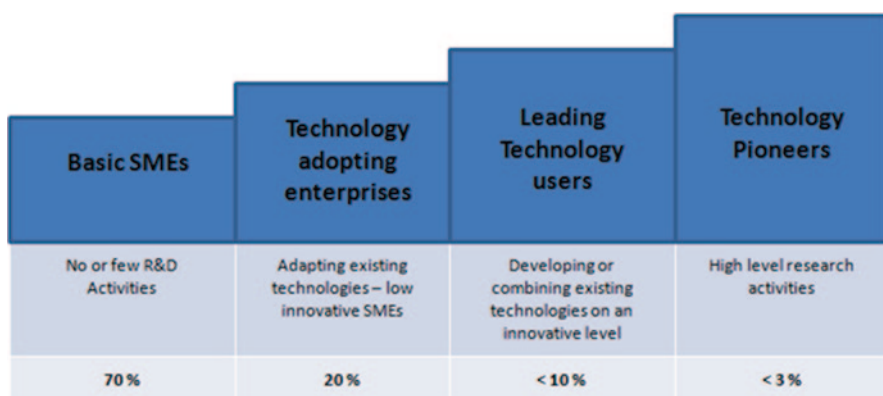 Basic SMEs
Technology
adopting
enterprises
Leading
Technology
users
Technology
Pioneers
No or few R&D
Activities
Adapting existing
technologies – low
innovative SMEs
Developing or
combining existing
technologies on an
innovative level
High level research
activities
70 %
20 %
< 10 %
< 3 %